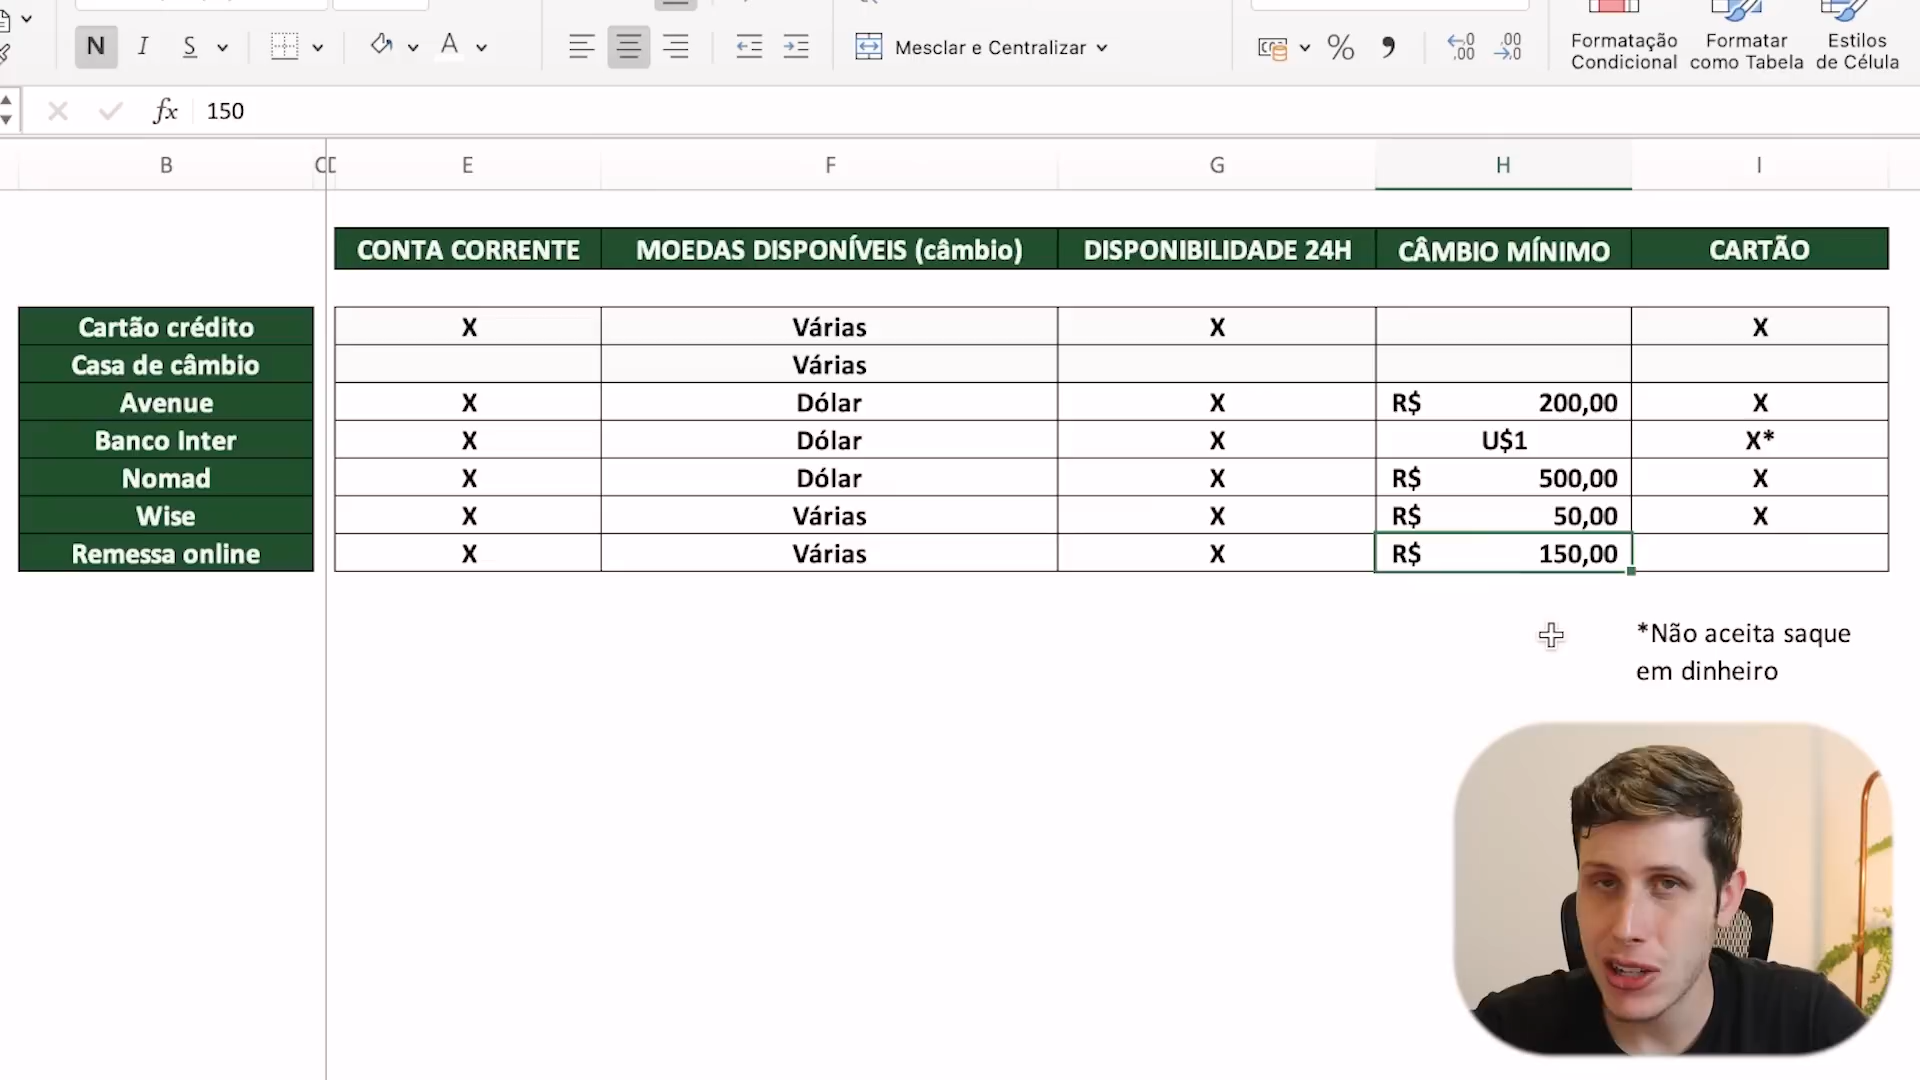 N I S A Mesclar e Centralizar % ,00 ,00 Formatação Condicional Formatar como Tabela Estilos de Célula
fx 150
B C D E F G H I
CONTA CORRENTE MOEDAS DISPONÍVEIS (câmbio) DISPONIBILIDADE 24H CÂMBIO MÍNIMO CARTÃO
Cartão crédito X Várias X X
Casa de câmbio Várias
Avenue X Dólar X R$ 200,00 X
Banco Inter X Dólar X U$1 X*
Nomad X Dólar X R$ 500,00 X
Wise X Várias X R$ 50,00 X
Remessa online X Várias X R$ 150,00
*Não aceita saque
em dinheiro